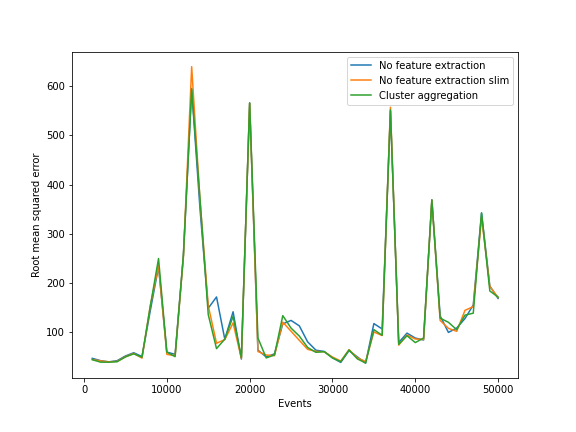 No feature extraction
No feature extraction slim
Cluster aggregation
Root mean squared error
600
500
400
300
200
100
0 10000 20000 30000 40000 50000
Events